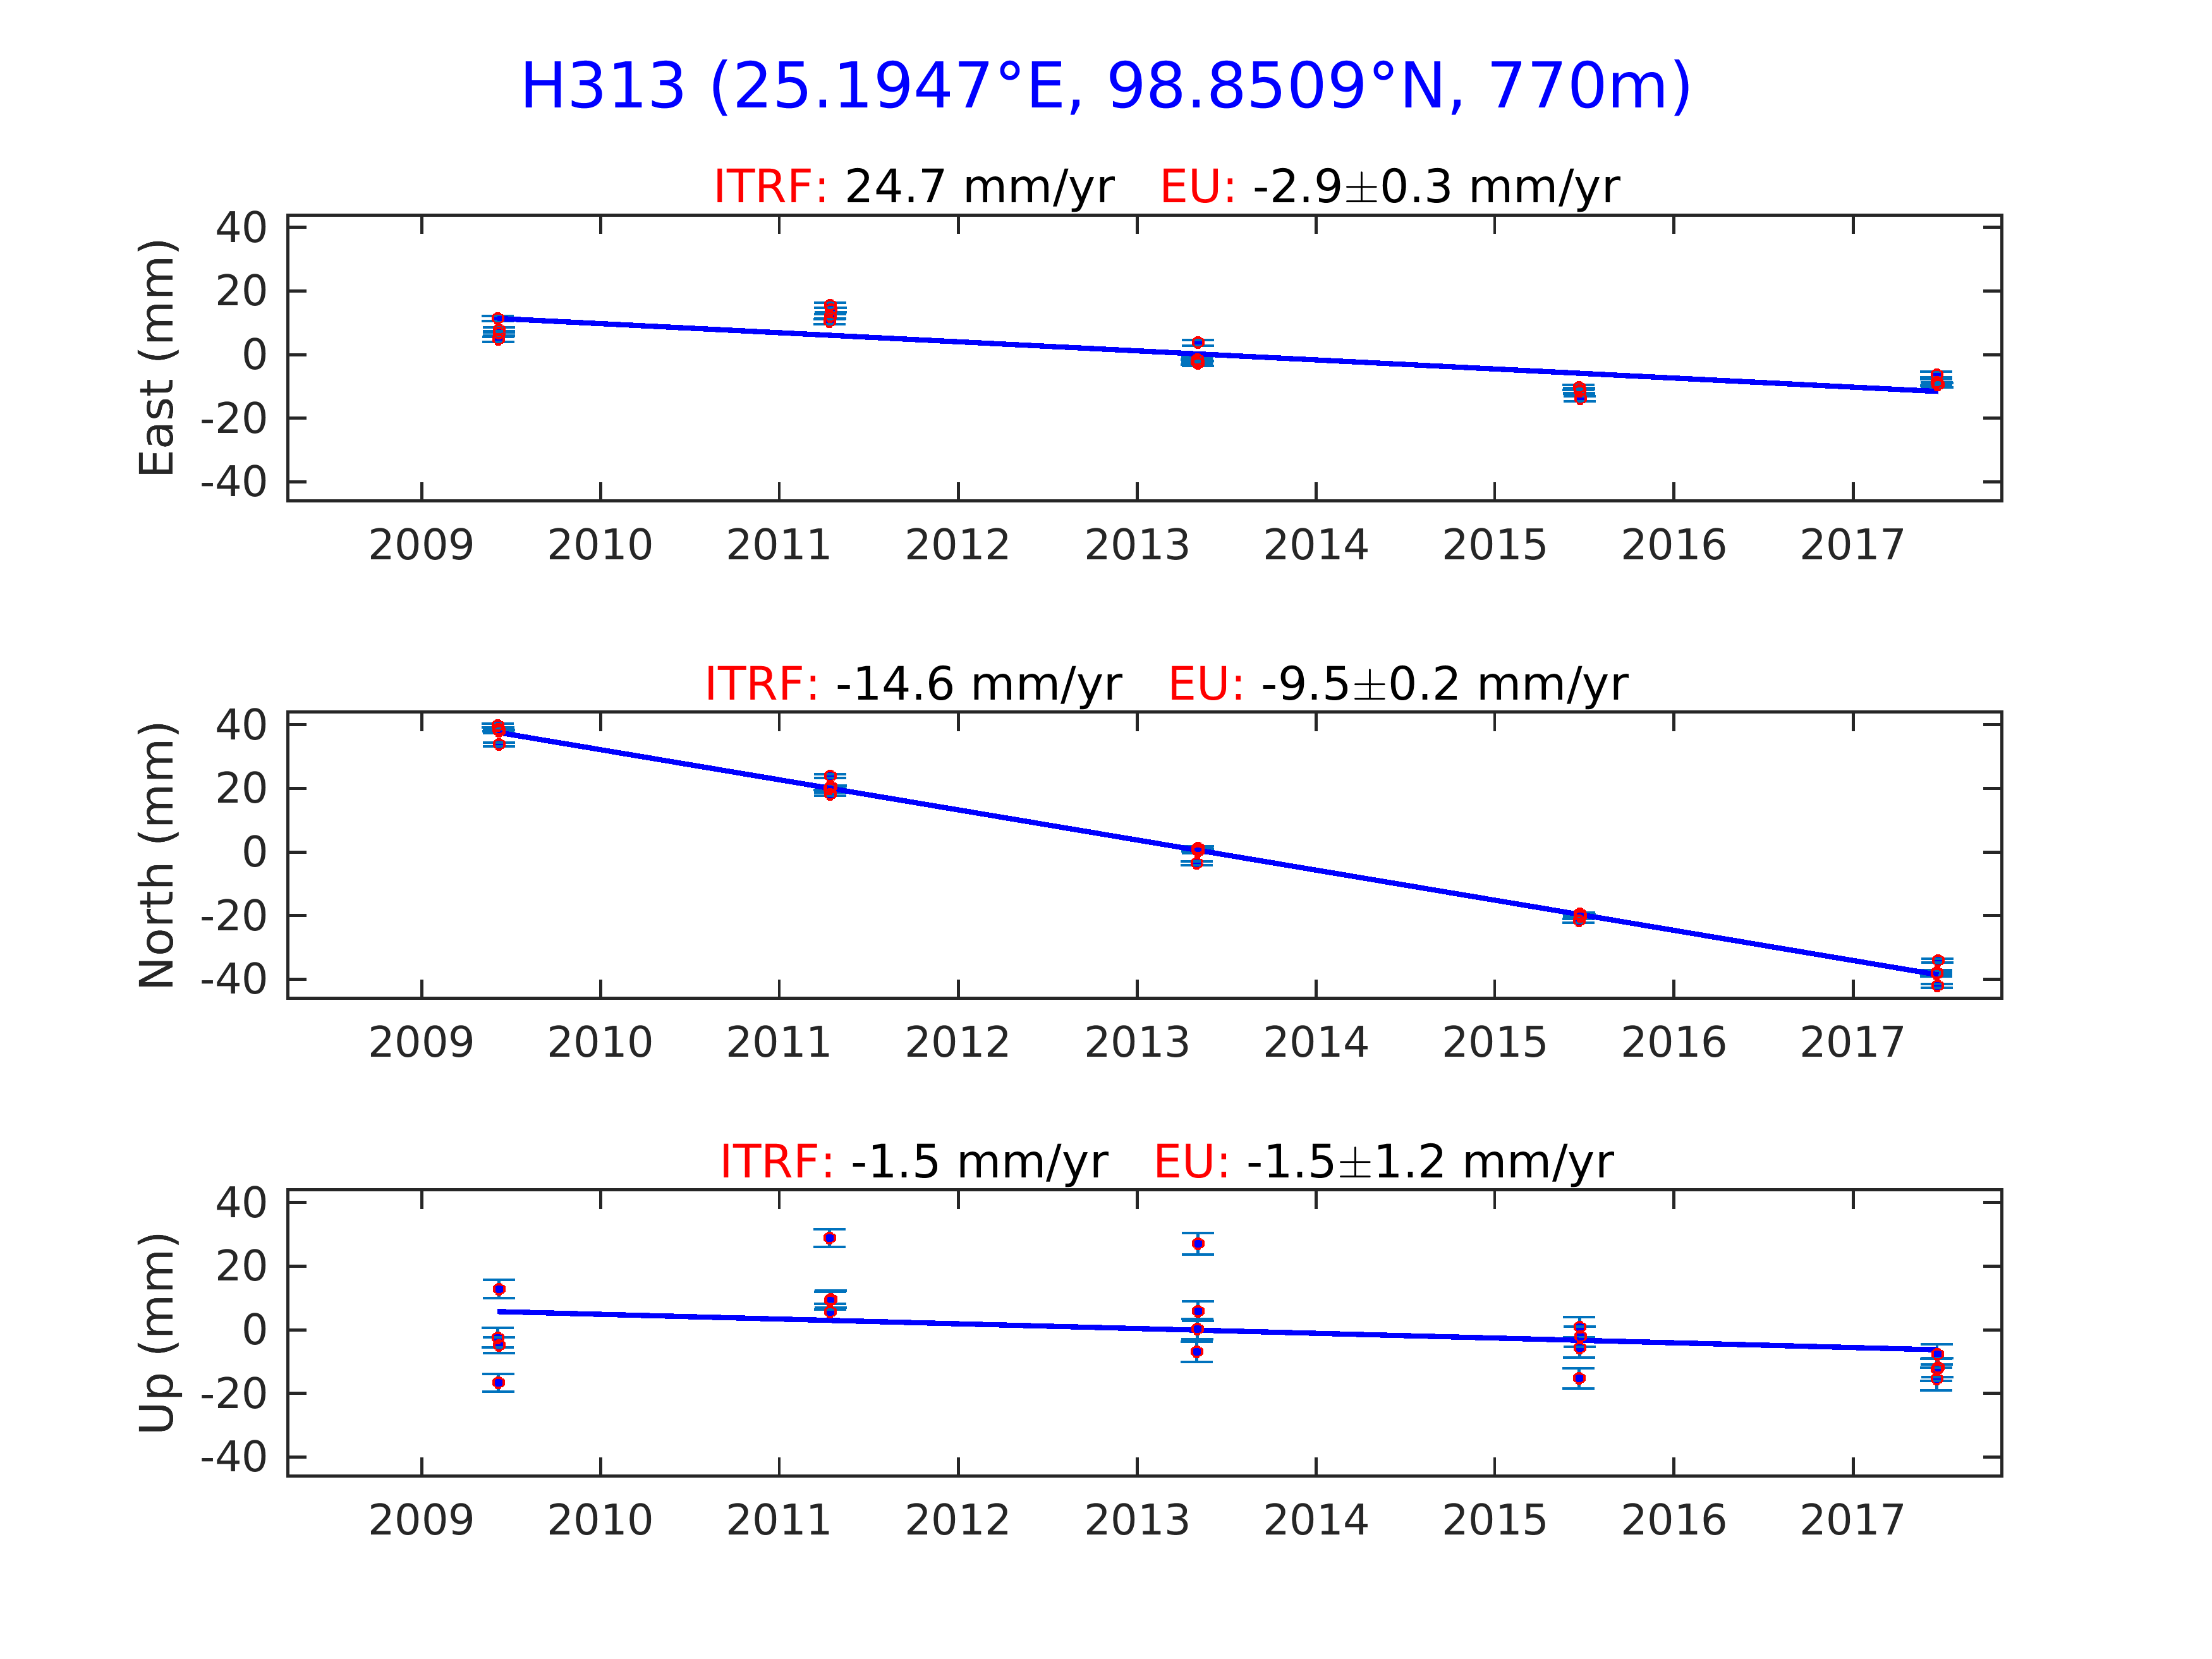 H313 (25.1947°E, 98.8509°N, 770m)
ITRF: 24.7 mm/yr EU: -2.9±0.3 mm/yr
40
20
0
-20
-40
East (mm)
2009 2010 2011 2012 2013 2014 2015 2016 2017
ITRF: -14.6 mm/yr EU: -9.5±0.2 mm/yr
40
20
0
-20
-40
North (mm)
2009 2010 2011 2012 2013 2014 2015 2016 2017
ITRF: -1.5 mm/yr EU: -1.5±1.2 mm/yr
40
20
0
-20
-40
Up (mm)
2009 2010 2011 2012 2013 2014 2015 2016 2017